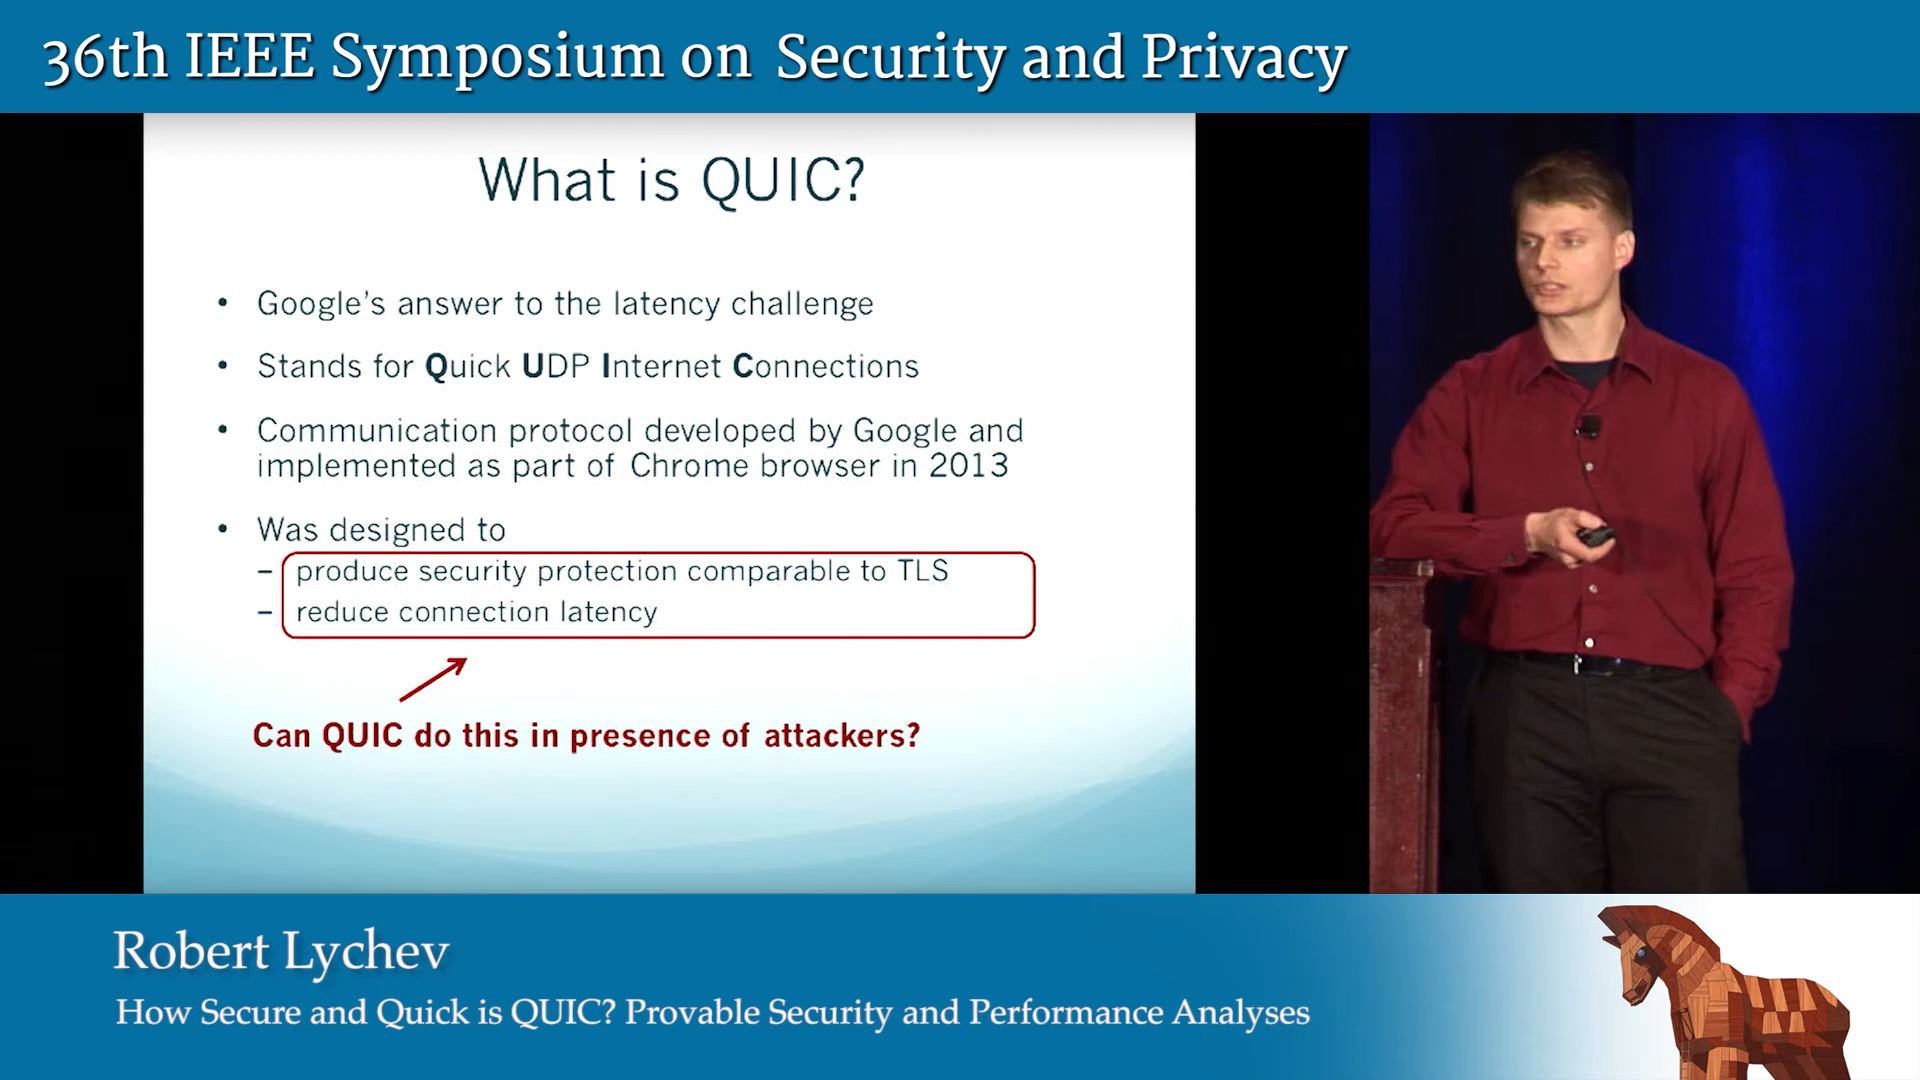 36th IEEE Symposium on Security and Privacy
What is QUIC?
• Google's answer to the latency challenge
• Stands for Quick UDP Internet Connections
• Communication protocol developed by Google and
implemented as part of Chrome browser in 2013
• Was designed to
– produce security protection comparable to TLS
– reduce connection latency
Can QUIC do this in presence of attackers?
Robert Lychev
How Secure and Quick is QUIC? Provable Security and Performance Analyses